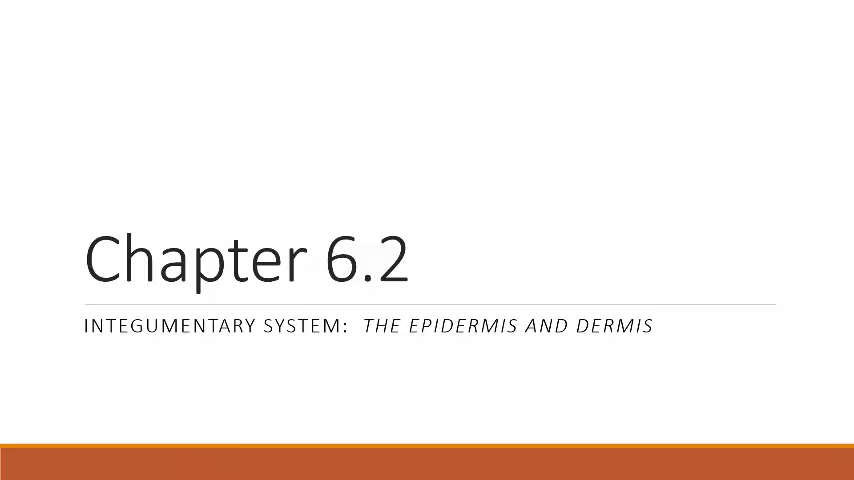 Chapter 6.2
INTEGUMENTARY SYSTEM: THE EPIDERMIS AND DERMIS